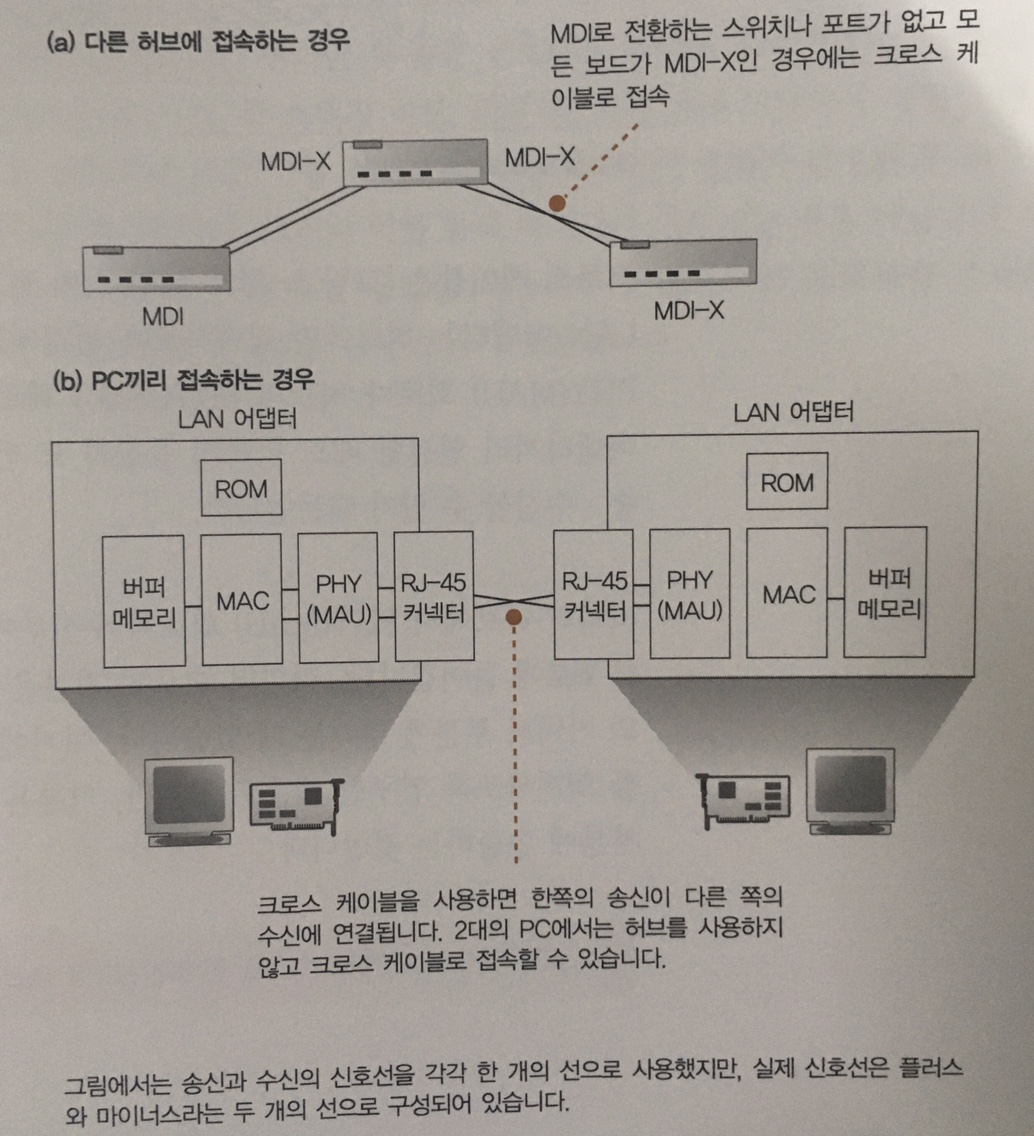 (a) 다른 허브에 접속하는 경우
MDI로 전환하는 스위치나 포트가 없고 모
든 보드가 MDI-X인 경우에는 크로스 케
이블로 접속
MDI-X
MDI-X
MDI
MDI-X
(b) PC끼리 접속하는 경우
LAN 어댑터
LAN 어댑터
ROM
버퍼
메모리
MAC
PHY
(MAU)
RJ-45
커넥터
ROM
RJ-45
커넥터
PHY
(MAU)
MAC
버퍼
메모리
크로스 케이블을 사용하면 한쪽의 송신이 다른 쪽의
수신에 연결됩니다. 2대의 PC에서는 허브를 사용하지
않고 크로스 케이블로 접속할 수 있습니다.
그림에서는 송신과 수신의 신호선을 각각 한 개의 선으로 사용했지만, 실제 신호선은 플러스
와 마이너스라는 두 개의 선으로 구성되어 있습니다.